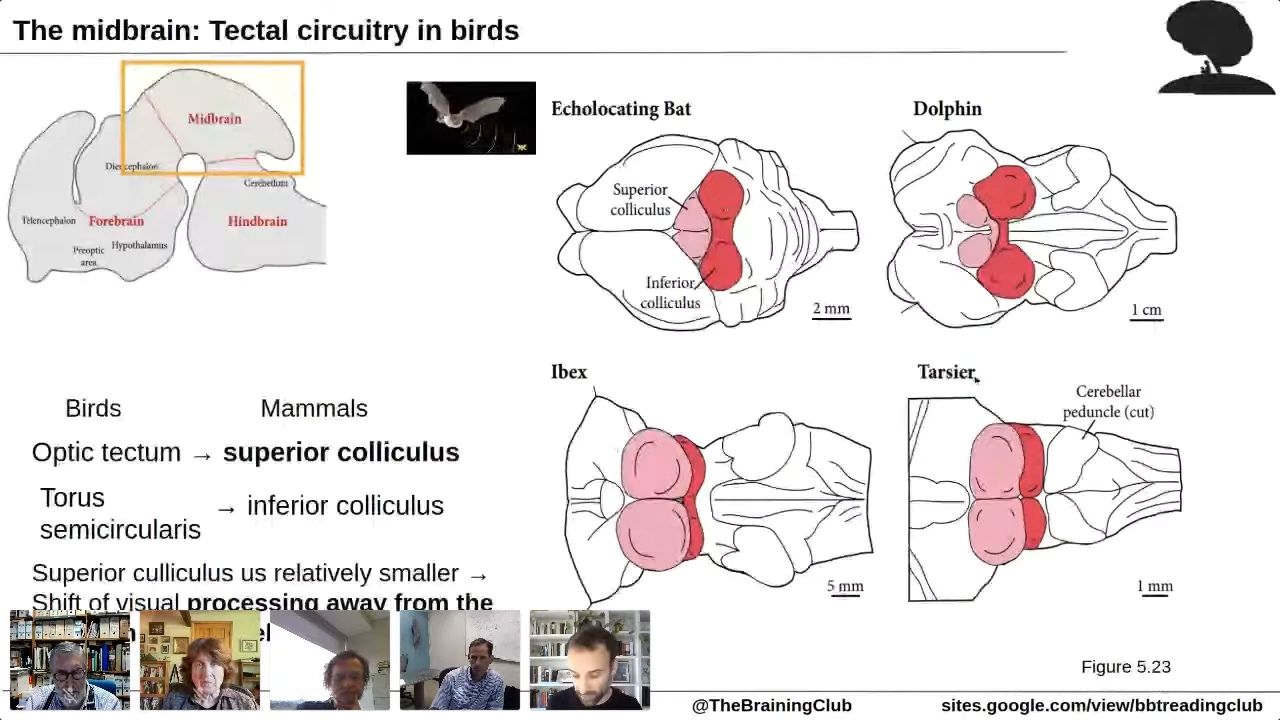 The midbrain: Tectal circuitry in birds
Midbrain
Diencephalon
Cerebellum
Telencephalon
Forebrain
Hindbrain
Hypothalamus
Preoptic
area
Echolocating Bat
Superior
colliculus
Inferior
colliculus
2 mm
Dolphin
1 cm
Ibex
5 mm
Tarsier
Cerebellar
peduncle (cut)
1 mm
Birds Mammals
Optic tectum → superior colliculus
Torus
semicircularis → inferior colliculus
Superior culliculus us relatively smaller →
Shift of visual processing away from the
Figure 5.23
@TheBrainingClub
sites.google.com/view/bbtreadingclub